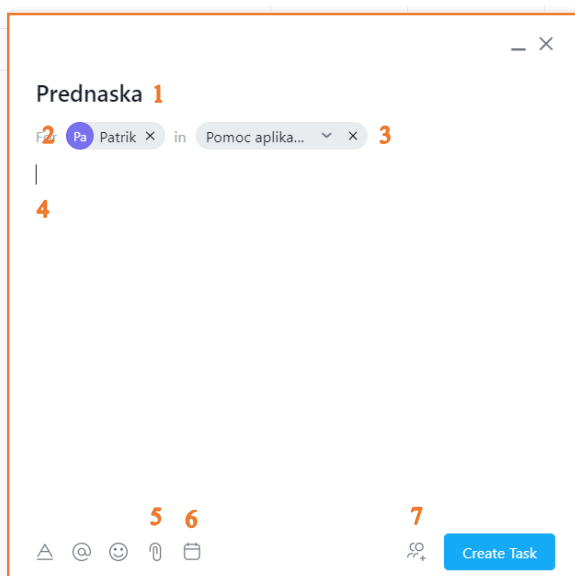 Prednaska 1
For 2 Pa Patrik in Pomoc aplika... 3
4
5 6 7
Create Task